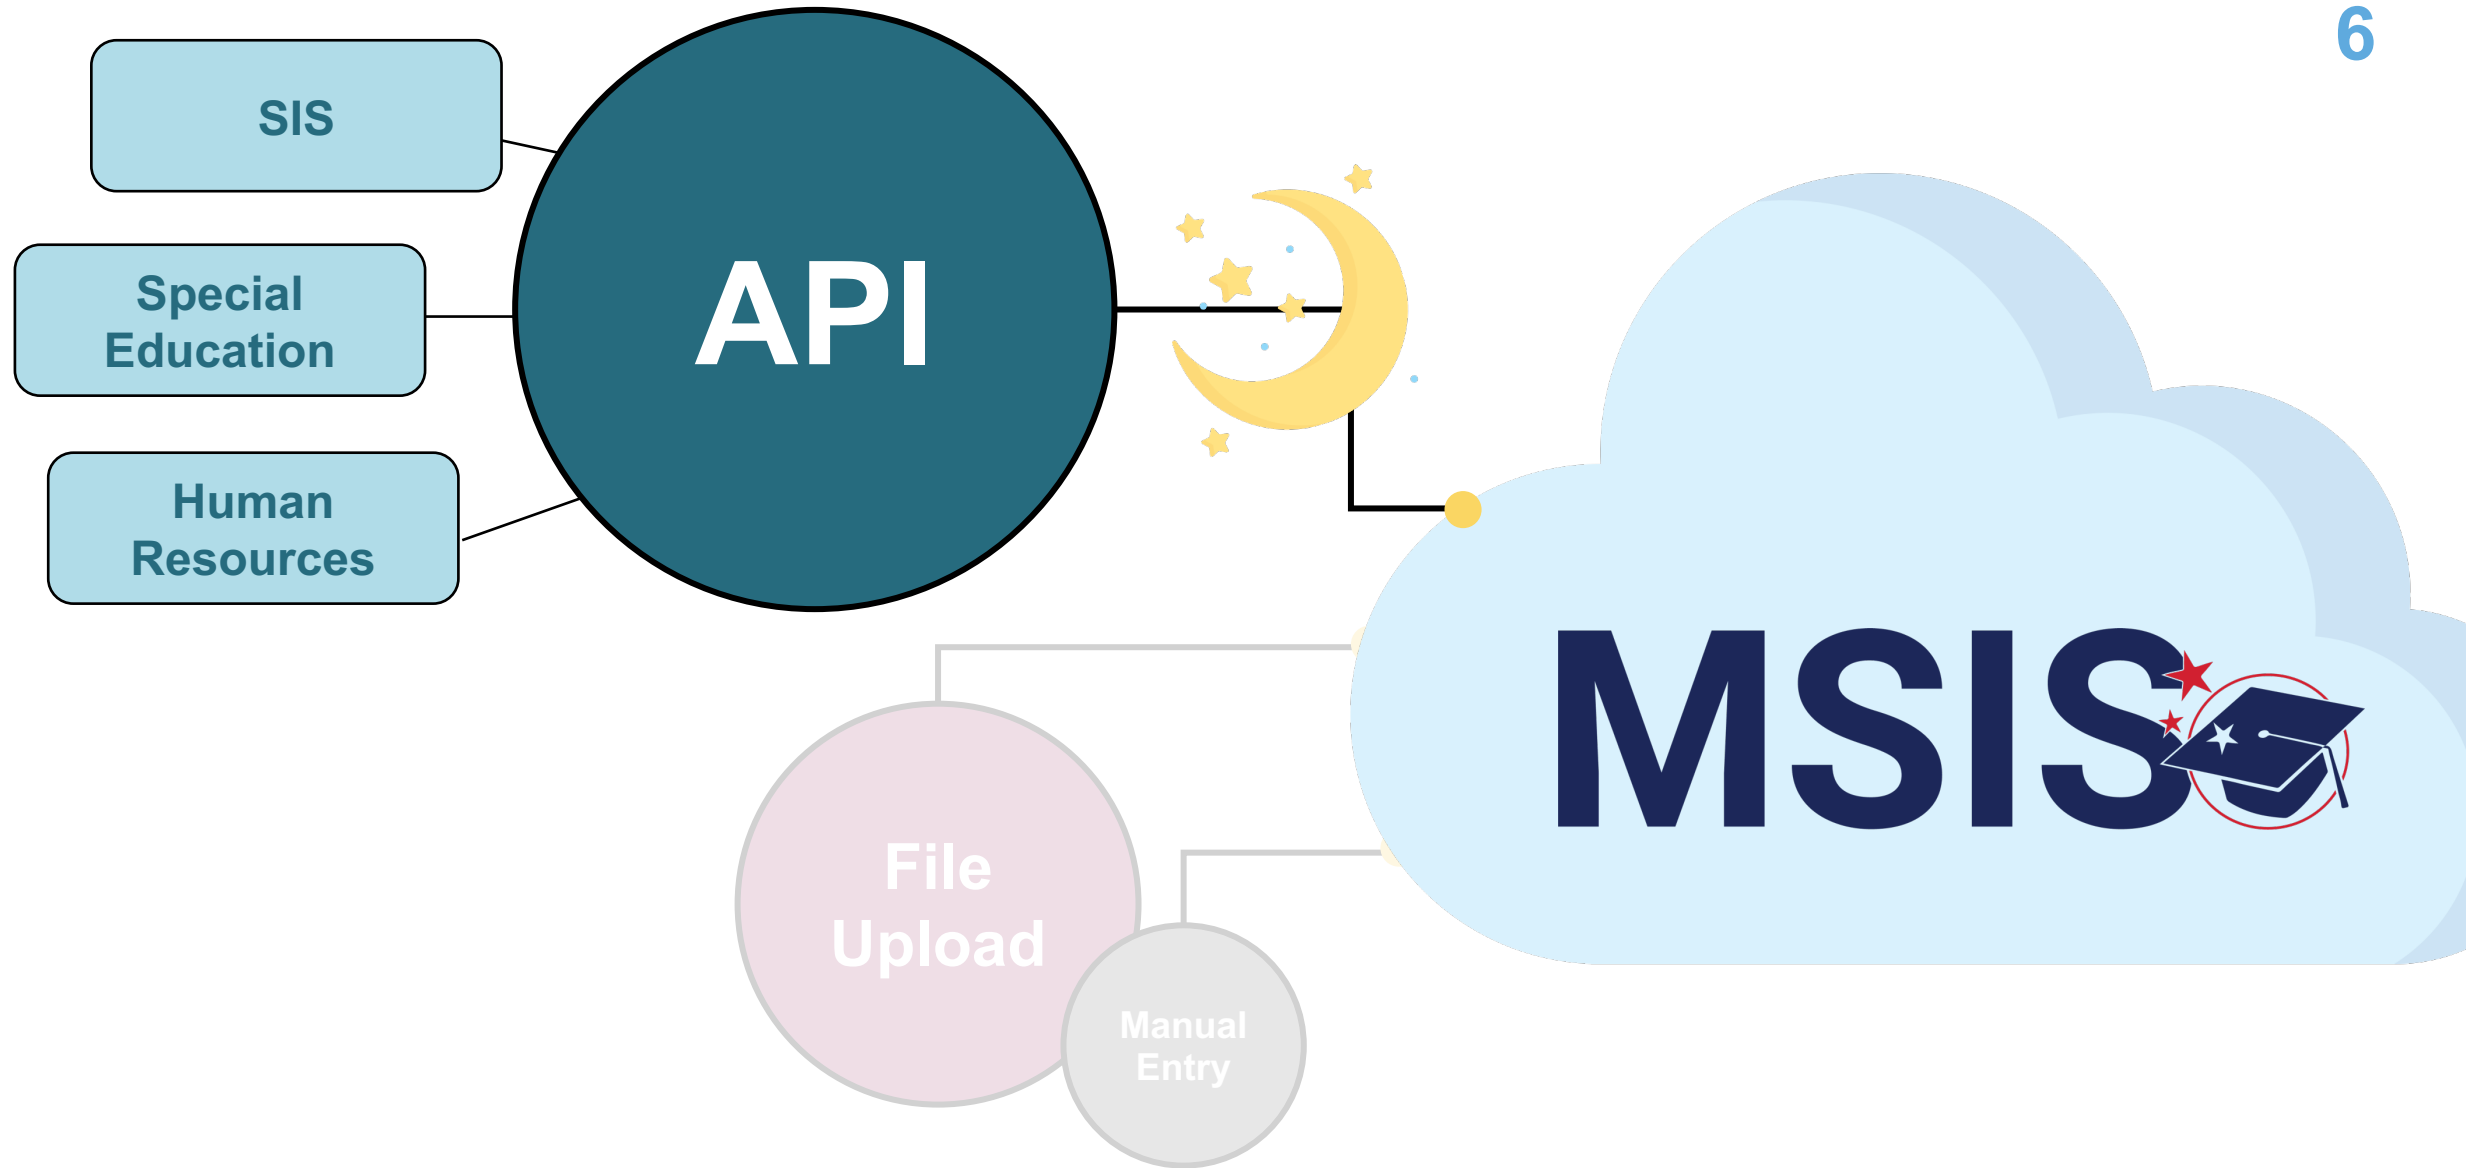 6
SIS
Special
Education
Human
Resources
API
MSIS
File
Upload
Manual
Entry